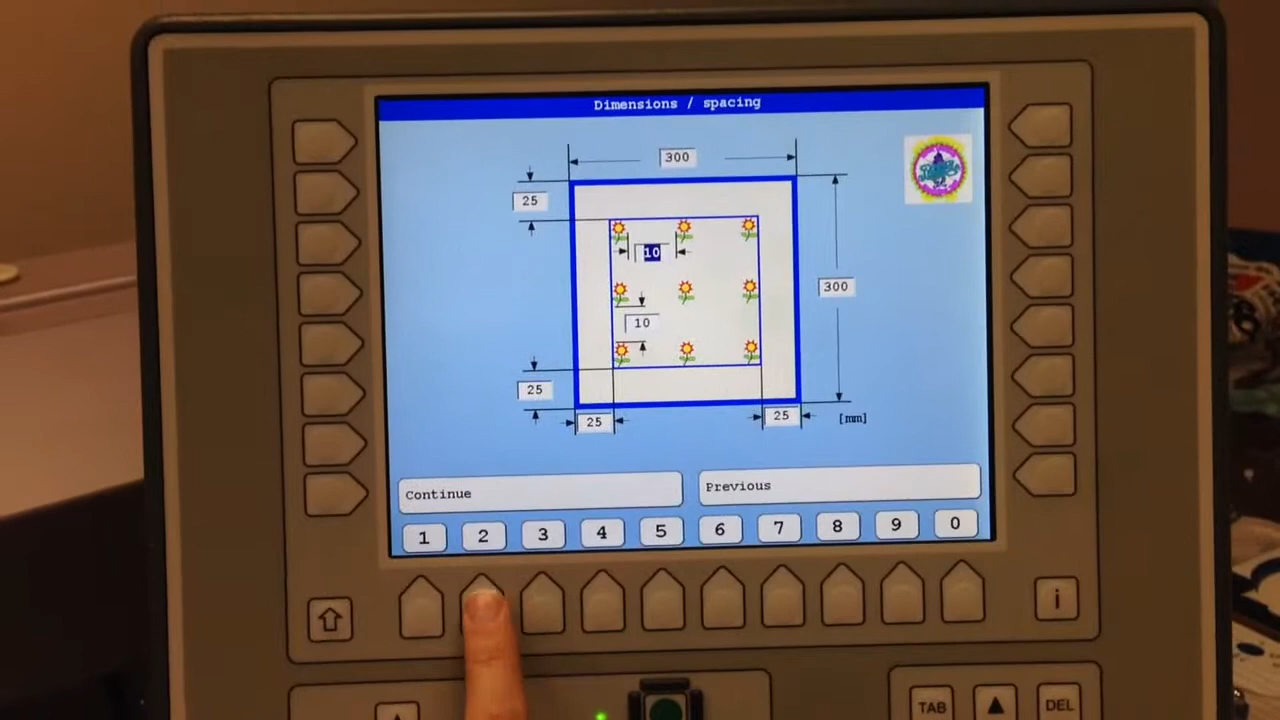 Dimensions / spacing
300
25
10
300
10
25
25
25
[mm]
Continue
Previous
1 2 3 4 5 6 7 8 9 0
i
TAB
DEL